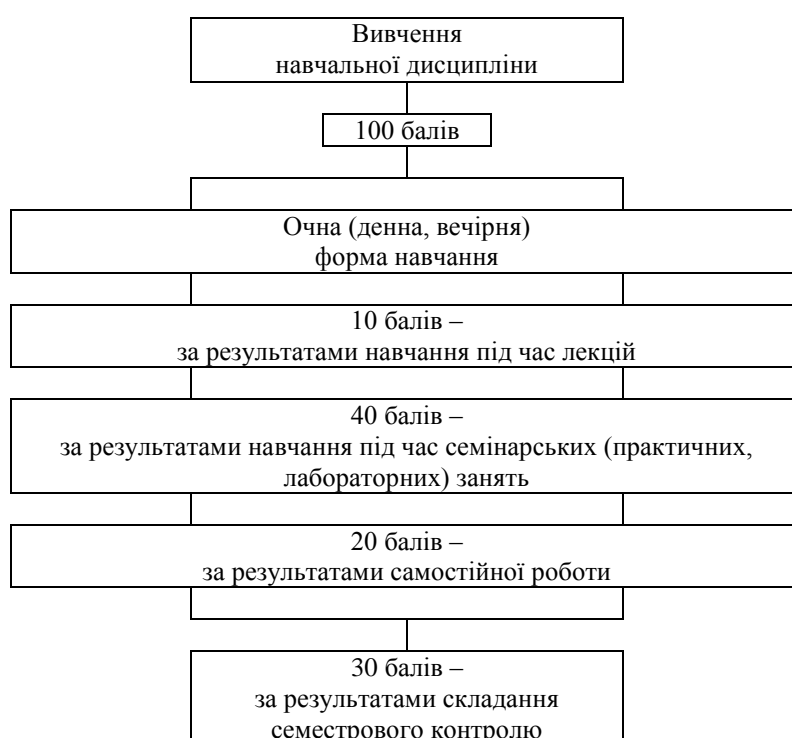 Вивчення
навчальної дисципліни
100 балів
Очна (денна, вечірня)
форма навчання
10 балів –
за результатами навчання під час лекцій
40 балів –
за результатами навчання під час семінарських (практичних,
лабораторних) занять
20 балів –
за результатами самостійної роботи
30 балів –
за результатами складання
семестрового контролю